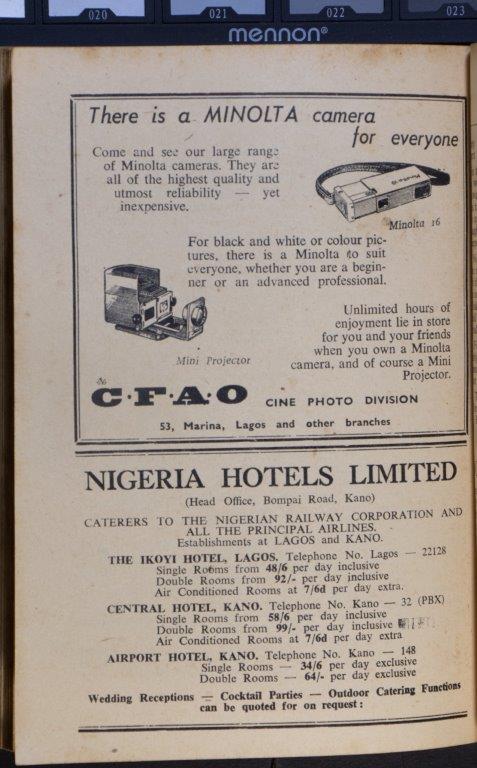 020 021 022 023
mennon®
There is a MINOLTA camera
for everyone
Come and see our large range
of Minolta cameras. They are
all of the highest quality and
utmost reliability — yet
inexpensive.
Minolta 16
For black and white or colour pic-
tures, there is a Minolta to suit
everyone, whether you are a begin-
ner or an advanced professional.
Mini Projector
Unlimited hours of
enjoyment lie in store
for you and your friends
when you own a Minolta
camera, and of course a Mini
Projector.
C·F·A·O CINE PHOTO DIVISION
53, Marina, Lagos and other branches
NIGERIA HOTELS LIMITED
(Head Office, Bompai Road, Kano)
CATERERS TO THE NIGERIAN RAILWAY CORPORATION AND
ALL THE PRINCIPAL AIRLINES.
Establishments at LAGOS and KANO.
THE IKOYI HOTEL, LAGOS. Telephone No. Lagos — 22128
Single Rooms from 48/6 per day inclusive
Double Rooms from 92/- per day inclusive
Air Conditioned Rooms at 7/6d per day extra.
CENTRAL HOTEL, KANO. Telephone No. Kano — 32 (PBX)
Single Rooms from 58/6 per day inclusive
Double Rooms from 99/- per day inclusive
Air Conditioned Rooms at 7/6d per day extra
AIRPORT HOTEL, KANO. Telephone No. Kano — 148
Single Rooms — 34/6 per day exclusive
Double Rooms — 64/- per day exclusive
Wedding Receptions — Cocktail Parties — Outdoor Catering Functions
can be quoted for on request :